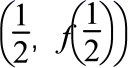 (1/2, f(1/2))